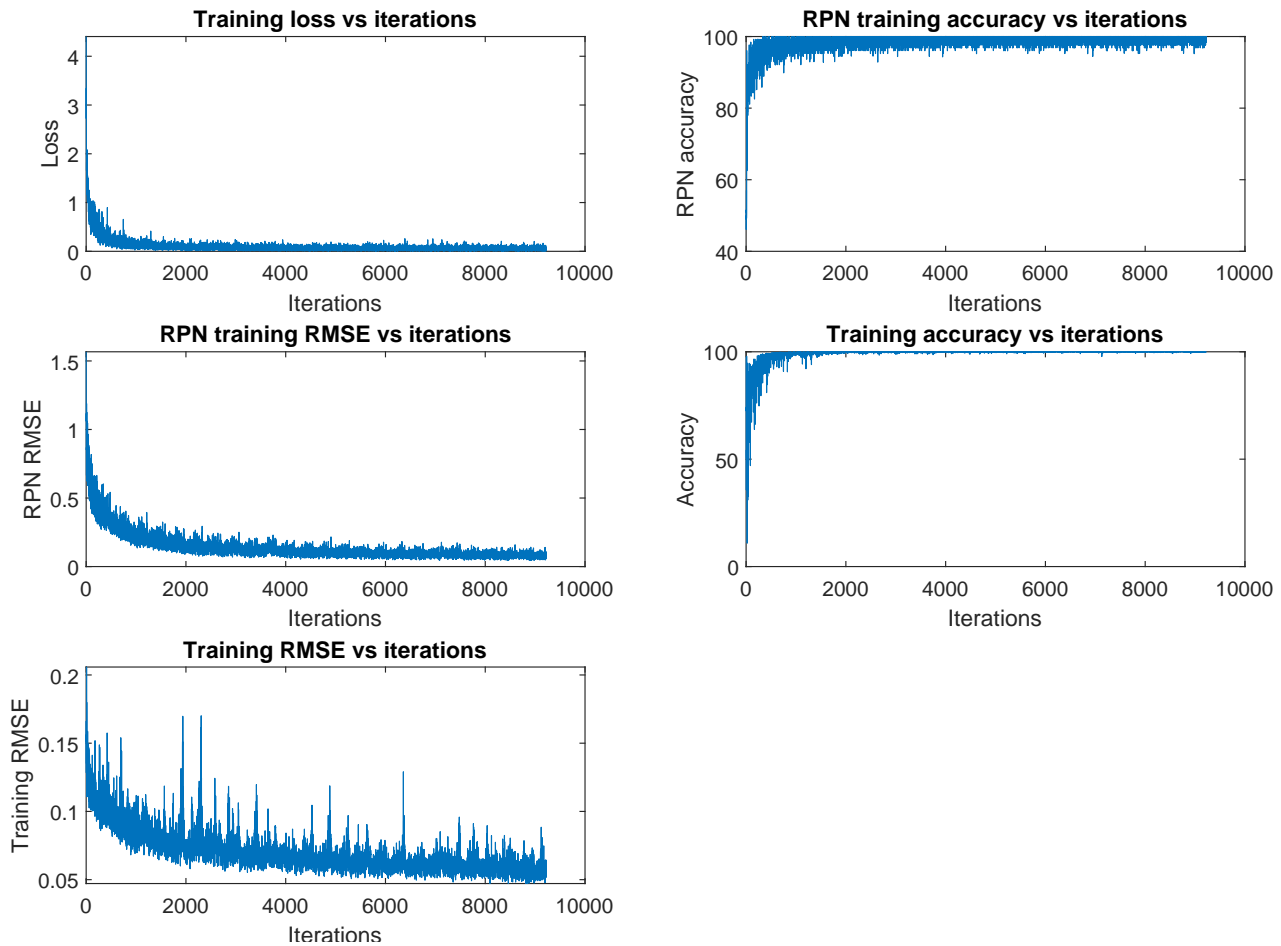 Training loss vs iterations
4
3
2
1
0
Loss
0 2000 4000 6000 8000 10000
Iterations
RPN training accuracy vs iterations
100
80
60
40
RPN accuracy
0 2000 4000 6000 8000 10000
Iterations
RPN training RMSE vs iterations
1.5
1
0.5
0
RPN RMSE
0 2000 4000 6000 8000 10000
Iterations
Training accuracy vs iterations
100
50
0
Accuracy
0 2000 4000 6000 8000 10000
Iterations
Training RMSE vs iterations
0.2
0.15
0.1
0.05
Training RMSE
0 2000 4000 6000 8000 10000
Iterations